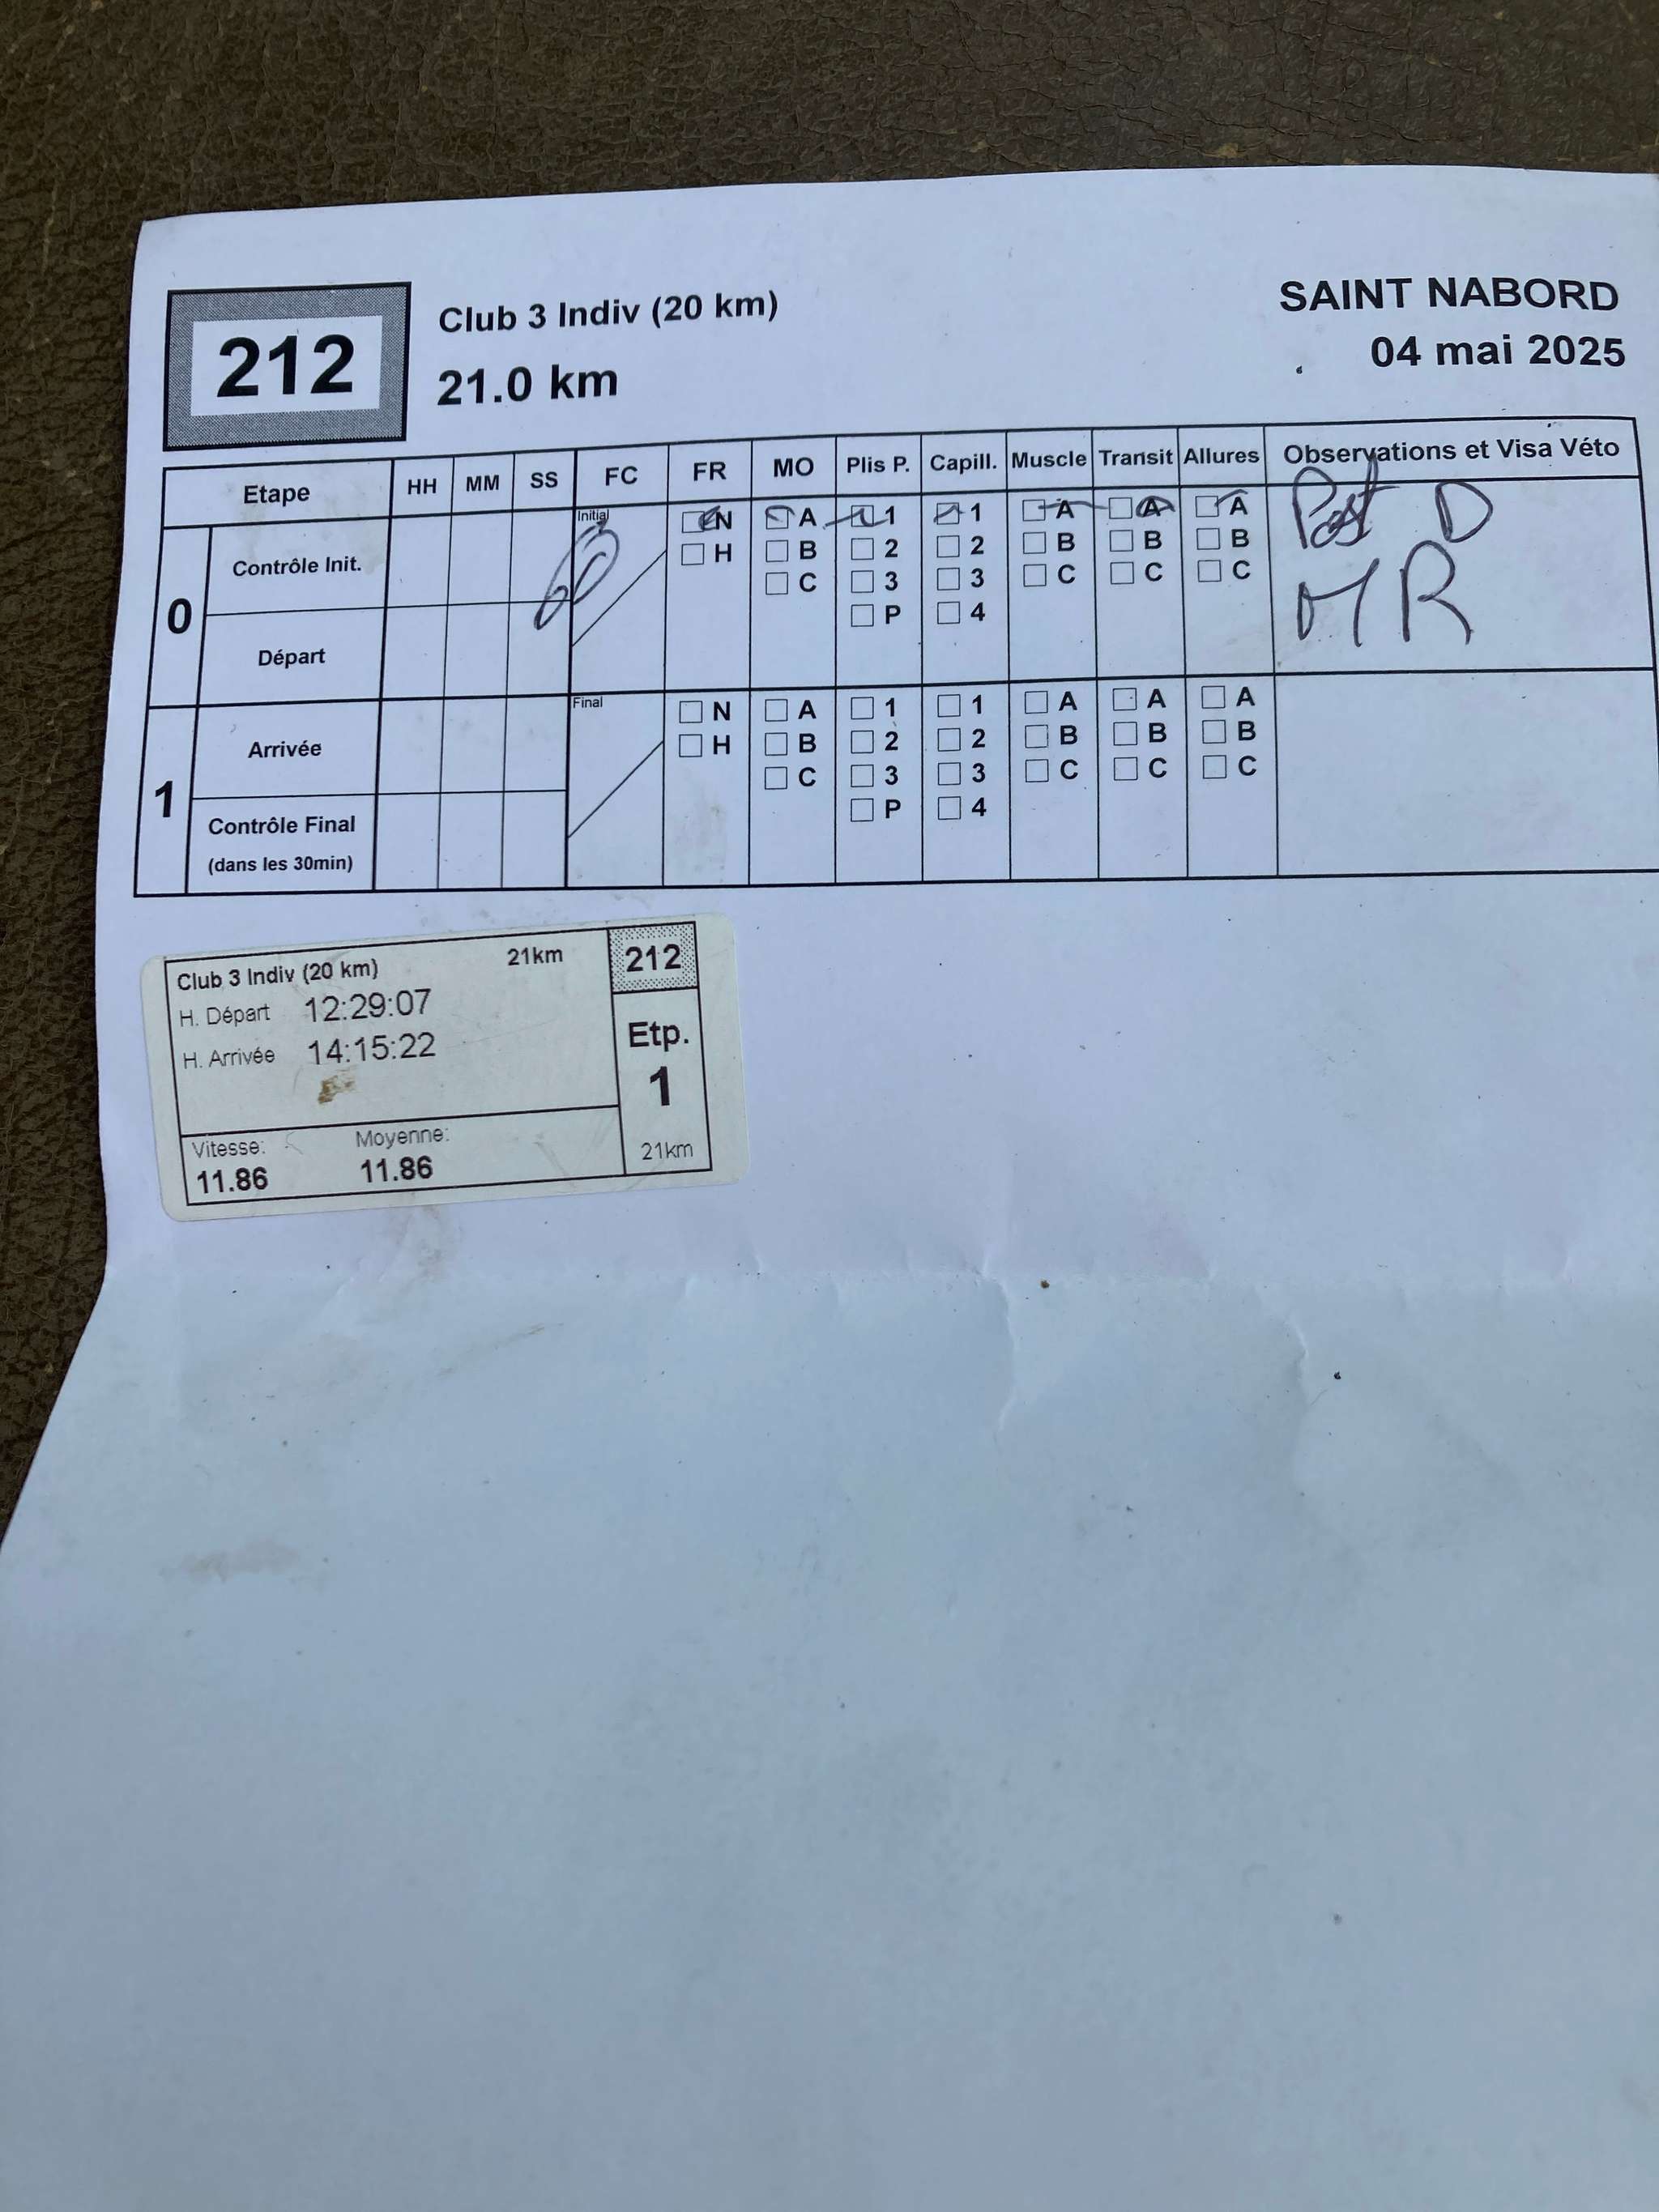 212
Club 3 Indiv (20 km)
21.0 km
SAINT NABORD
04 mai 2025
Etape HH MM SS FC FR MO Plis P. Capill. Muscle Transit Allures Observations et Visa Véto
0
Contrôle Init.
Départ
Initial
60
N
H
A
B
C
1
2
3
P
1
2
3
4
A
B
C
A
B
C
A
B
C
Post D
MR
1
Arrivée
Contrôle Final
(dans les 30min)
Final
N
H
A
B
C
1
2
3
P
1
2
3
4
A
B
C
A
B
C
A
B
C
Club 3 Indiv (20 km) 21km
H. Départ 12:29:07
H. Arrivée 14:15:22
Vitesse: Moyenne:
11.86 11.86
212
Etp.
1
21km